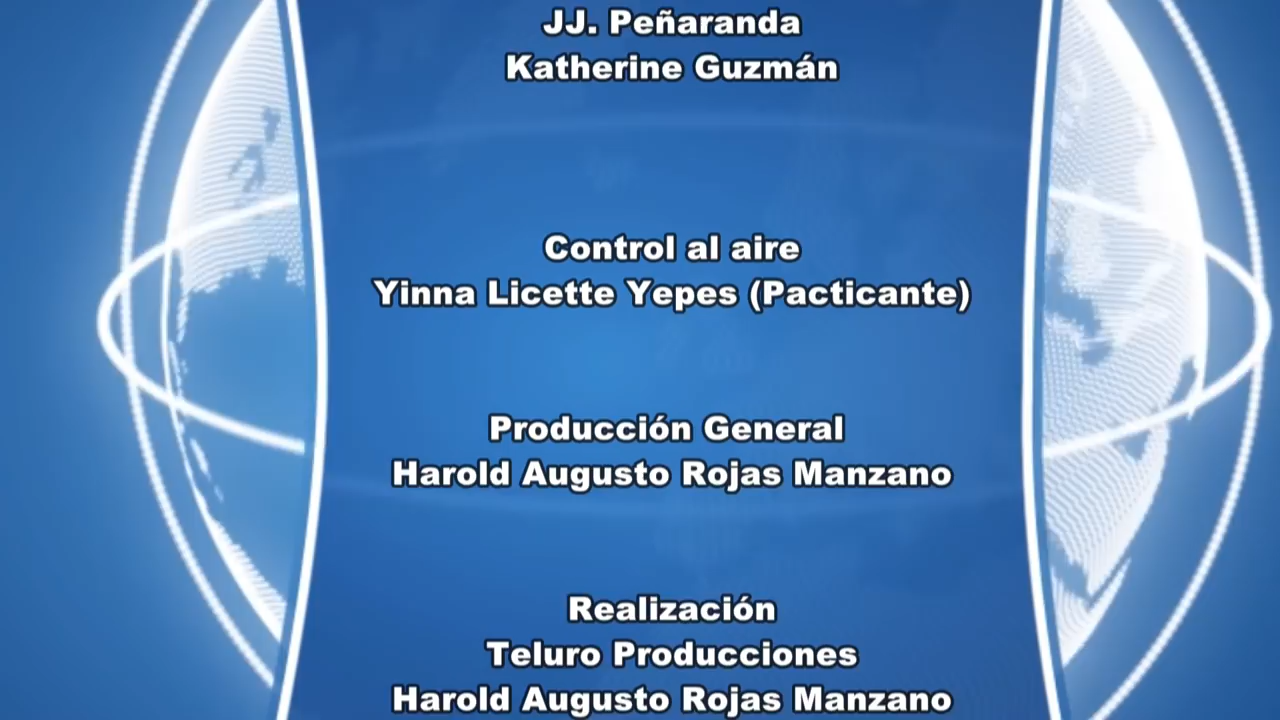 JJ. Peñaranda
Katherine Guzmán
Control al aire
Yinna Licette Yepes (Pacticante)
Producción General
Harold Augusto Rojas Manzano
Realización
Teluro Producciones
Harold Augusto Rojas Manzano